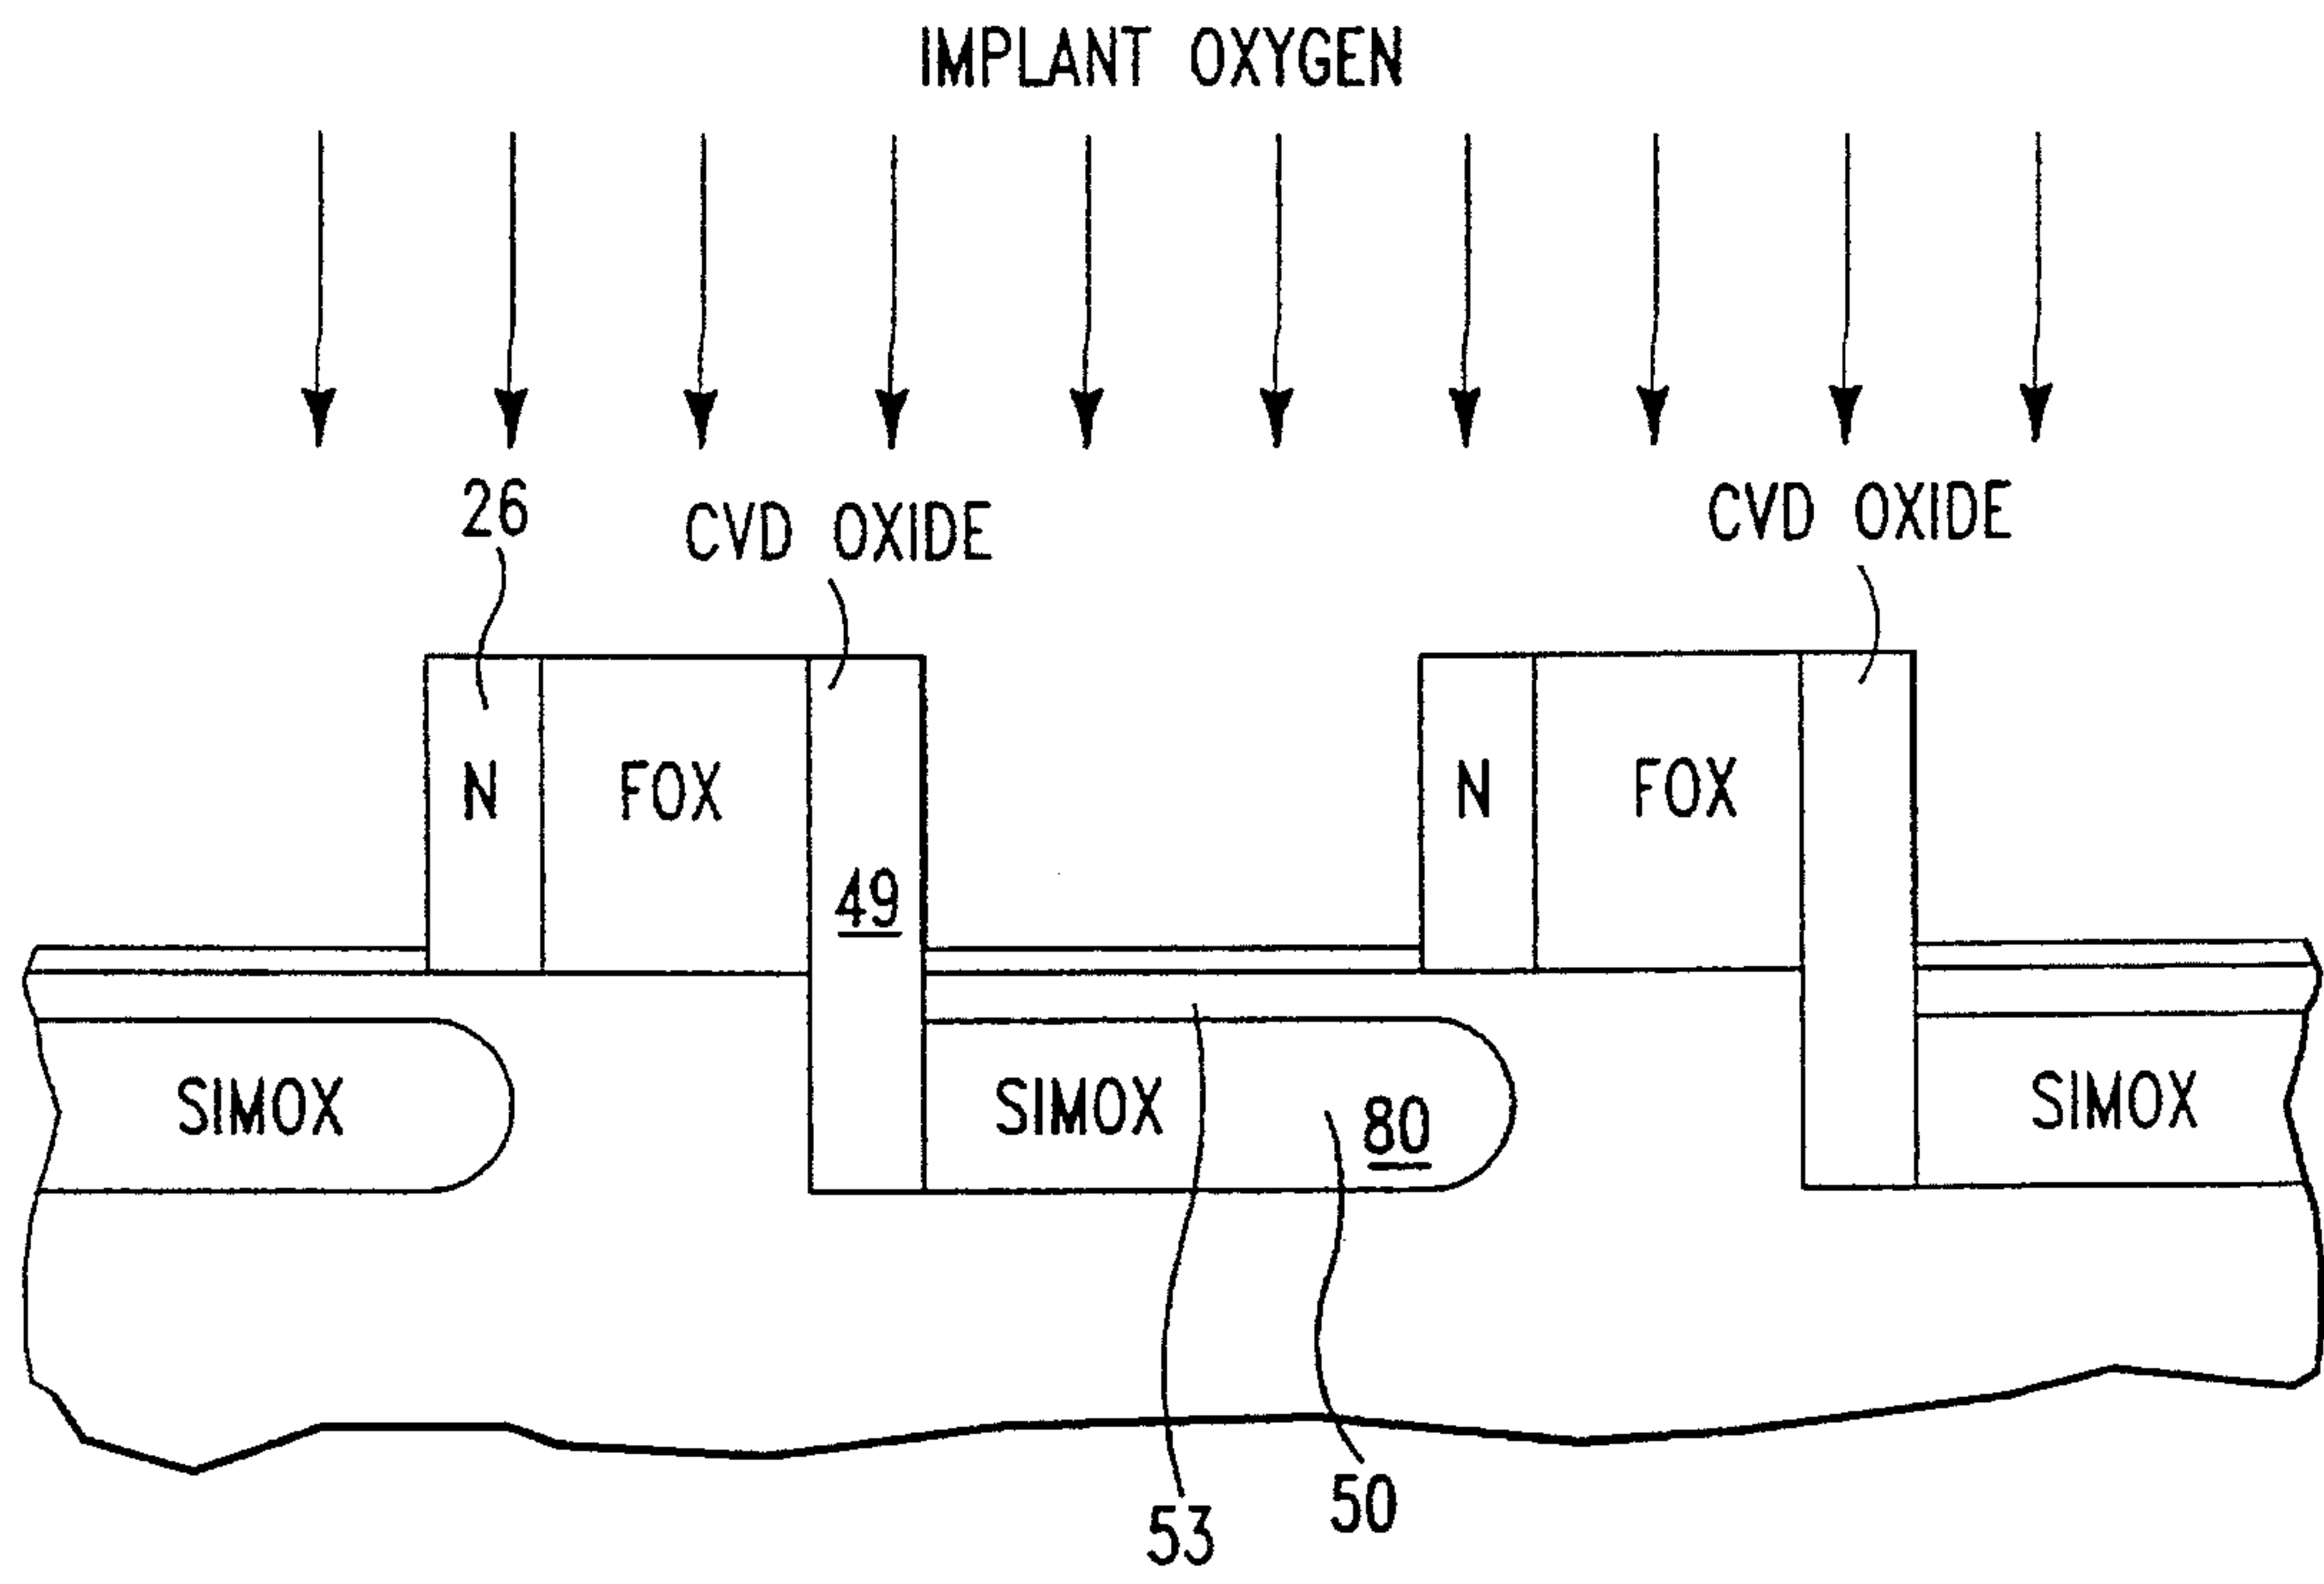 IMPLANT OXYGEN
26
CVD OXIDE
CVD OXIDE
N
FOX
N
FOX
49
SIMOX
SIMOX
80
SIMOX
50
53